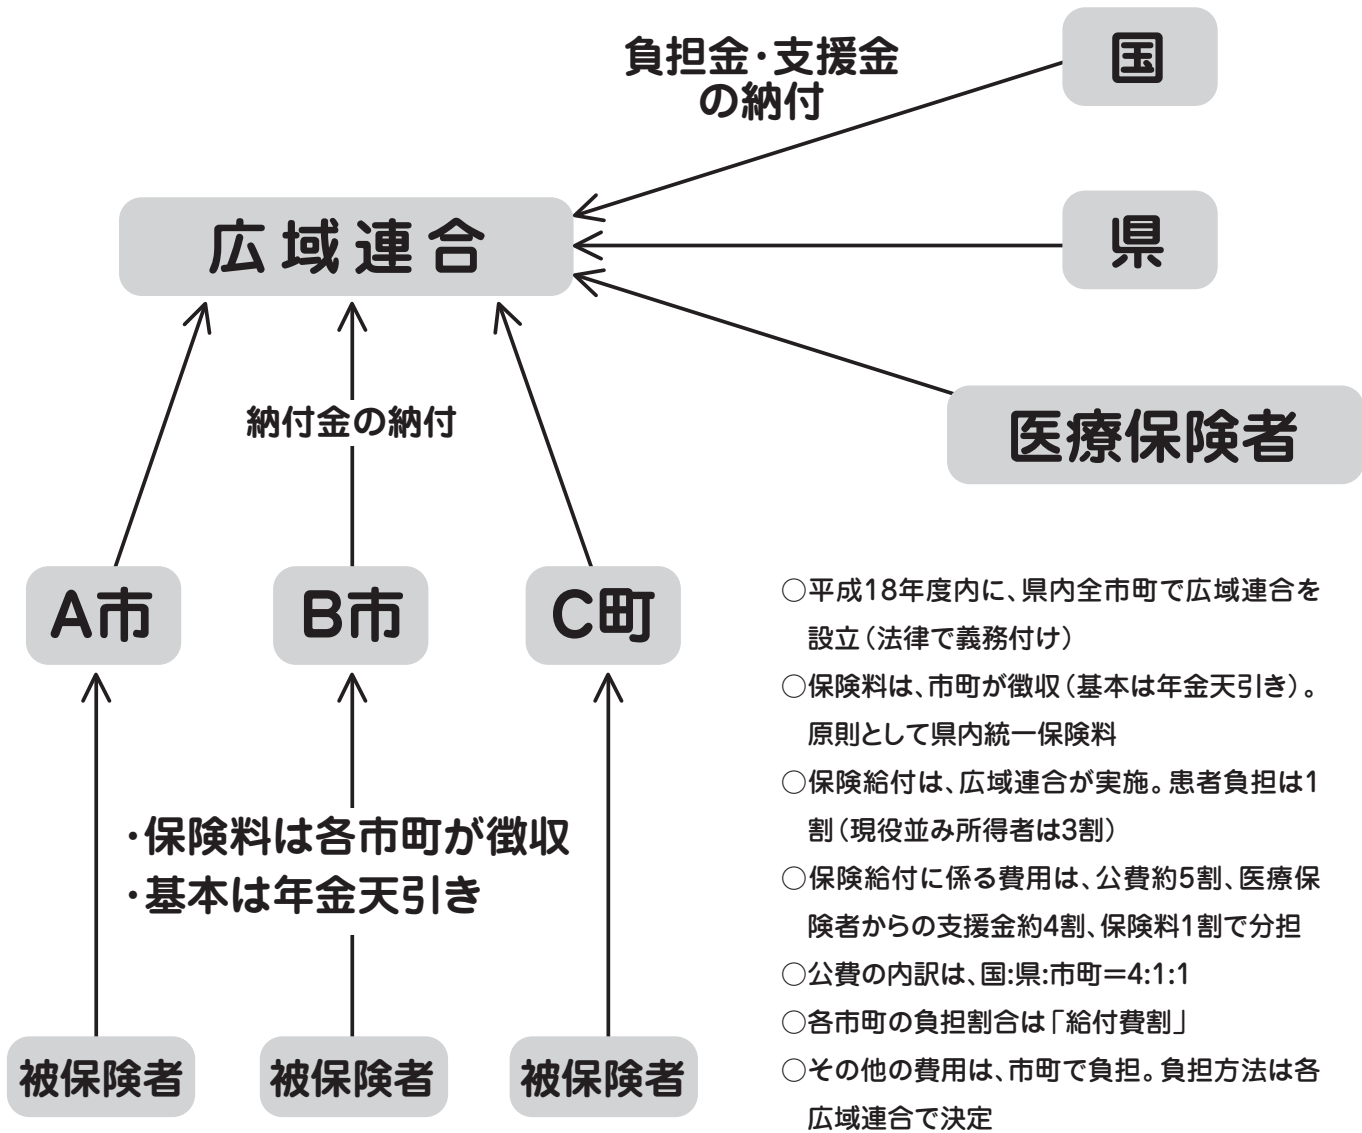 負担金・支援金
の納付
国
広域連合
県
納付金の納付
医療保険者
A市
B市
C町
・保険料は各市町が徴収
・基本は年金天引き
被保険者
被保険者
被保険者
○平成18年度内に、県内全市町で広域連合を
設立（法律で義務付け）
○保険料は、市町が徴収（基本は年金天引き）。
原則として県内統一保険料
○保険給付は、広域連合が実施。患者負担は1
割（現役並み所得者は3割）
○保険給付に係る費用は、公費約5割、医療保
険者からの支援金約4割、保険料1割で分担
○公費の内訳は、国:県:市町＝4:1:1
○各市町の負担割合は「給付費割」
○その他の費用は、市町で負担。負担方法は各
広域連合で決定